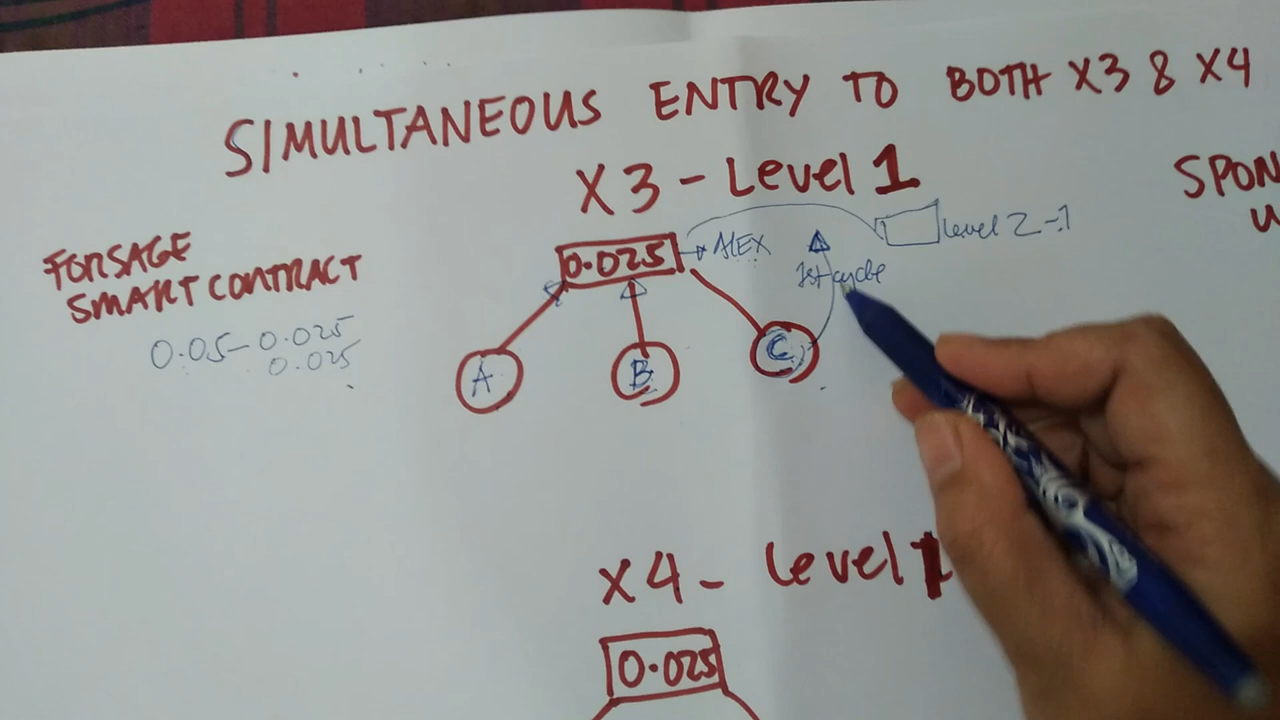 SIMULTANEOUS ENTRY TO BOTH X3 & X4
X3 - Level 1
SPON
FORSAGE
SMART CONTRACT
0.05 - 0.025
0.025
0.025
ALEX
1st cycle
Level 2 -
A
B
C
X4 - Level 1
0.025